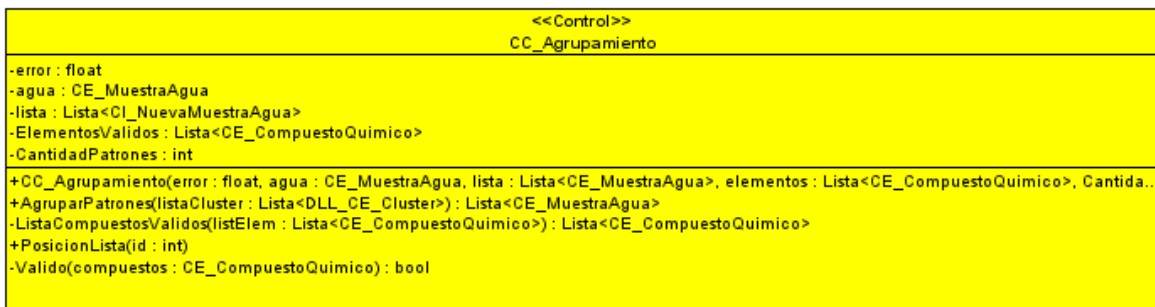 <<Control>>
CC_Agrupamiento
-error : float
-agua : CE_MuestraAgua
-lista : Lista<CI_NuevaMuestraAgua>
-ElementosValidos : Lista<CE_CompuestoQuimico>
-CantidadPatrones : int
+CC_Agrupamiento(error : float, agua : CE_MuestraAgua, lista : Lista<CE_MuestraAgua>, elementos : Lista<CE_CompuestoQuimico>, Cantida...
+AgruparPatrones(listaCluster : Lista<DLL_CE_Cluster>) : Lista<CE_MuestraAgua>
-ListaCompuestosValidos(listElem : Lista<CE_CompuestoQuimico>) : Lista<CE_CompuestoQuimico>
+PosicionLista(id : int)
-Valido(compuestos : CE_CompuestoQuimico) : bool